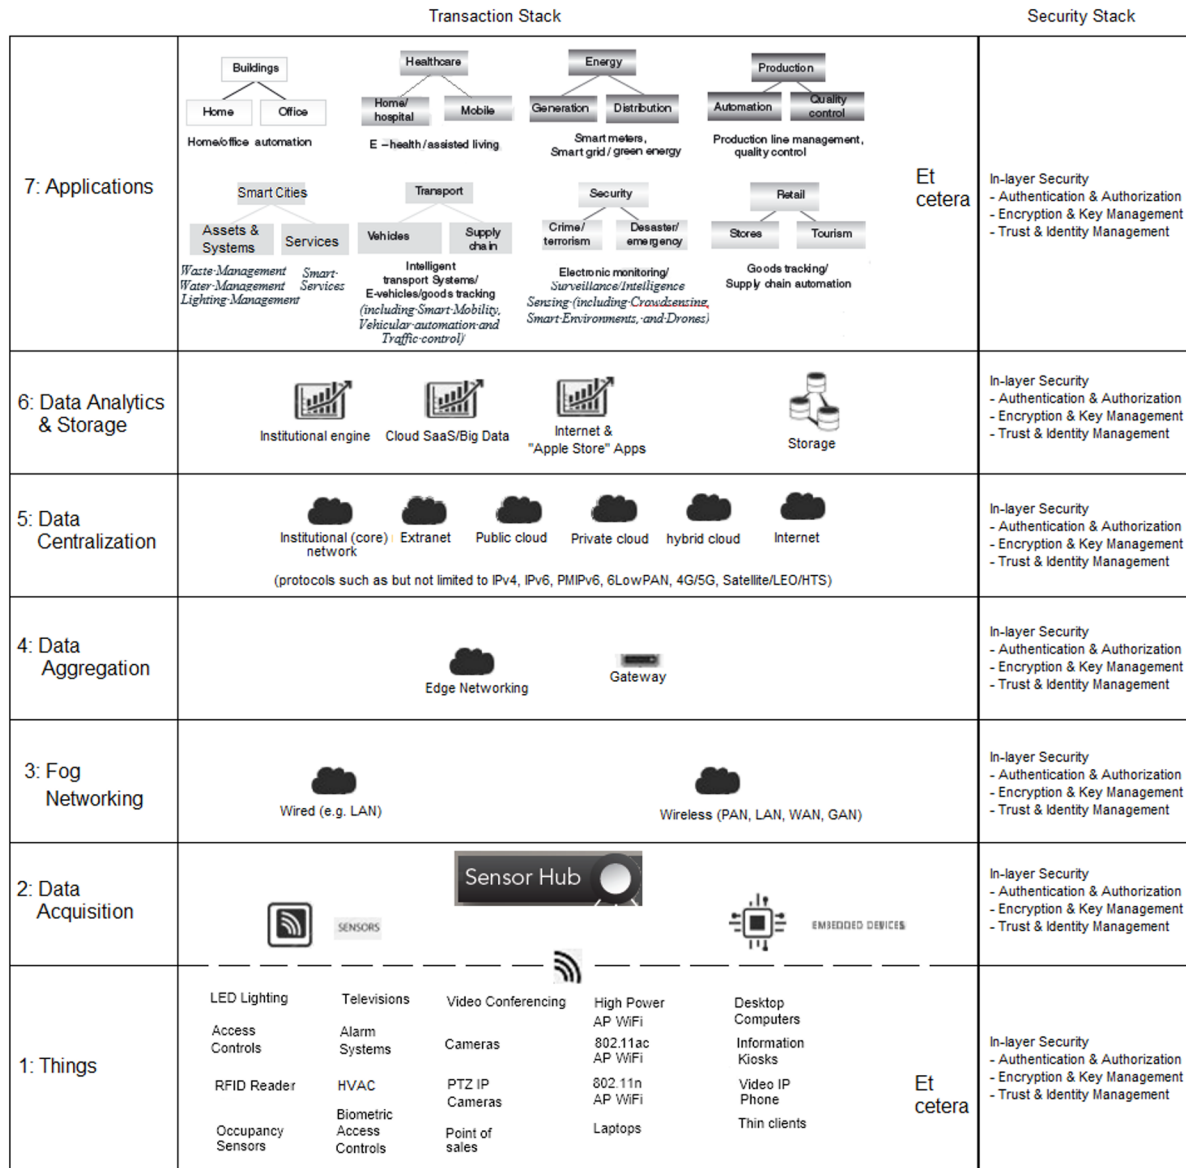 Transaction Stack
Security Stack
7: Applications
Buildings
Home
Office
Home/office automation
Healthcare
Home/
hospital
Mobile
E –health/assisted living
Energy
Generation
Distribution
Smart meters,
Smart grid/green energy
Production
Automation
Quality
control
Production line management,
quality control
Smart Cities
Assets &
Systems
Services
Waste·Management
Water·Management
Lighting·Management
Smart·
Services
Transport
Vehicles
Supply
chain
Intelligent
transport Systems/
E-vehicles/goods tracking
(including·Smart·Mobility,
Vehicular·automation·and
Traffic·control)
Security
Crime/
terrorism
Desaster/
emergency
Electronic monitoring/
Surveillance/Intelligence
Sensing·(including·Crowdsensing,
Smart·Environments,·and·Drones)
Retail
Stores
Tourism
Goods tracking/
Supply chain automation
Et
cetera
In-layer Security
- Authentication & Authorization
- Encryption & Key Management
- Trust & Identity Management
6: Data Analytics
& Storage
Institutional engine
Cloud SaaS/Big Data
Internet &
"Apple Store" Apps
Storage
In-layer Security
- Authentication & Authorization
- Encryption & Key Management
- Trust & Identity Management
5: Data
Centralization
Institutional (core)
network
Extranet
Public cloud
Private cloud
hybrid cloud
Internet
(protocols such as but not limited to IPv4, IPv6, PMIPv6, 6LowPAN, 4G/5G, Satellite/LEO/HTS)
In-layer Security
- Authentication & Authorization
- Encryption & Key Management
- Trust & Identity Management
4: Data
Aggregation
Edge Networking
Gateway
In-layer Security
- Authentication & Authorization
- Encryption & Key Management
- Trust & Identity Management
3: Fog
Networking
Wired (e.g. LAN)
Wireless (PAN, LAN, WAN, GAN)
In-layer Security
- Authentication & Authorization
- Encryption & Key Management
- Trust & Identity Management
2: Data
Acquisition
Sensor Hub
SENSORS
EMBEDDED DEVICES
In-layer Security
- Authentication & Authorization
- Encryption & Key Management
- Trust & Identity Management
1: Things
LED Lighting
Televisions
Video Conferencing
High Power
AP WiFi
Desktop
Computers
Access
Controls
Alarm
Systems
Cameras
802.11ac
AP WiFi
Information
Kiosks
RFID Reader
HVAC
PTZ IP
Cameras
802.11n
AP WiFi
Video IP
Phone
Occupancy
Sensors
Biometric
Access
Controls
Point of
sales
Laptops
Thin clients
Et
cetera
In-layer Security
- Authentication & Authorization
- Encryption & Key Management
- Trust & Identity Management